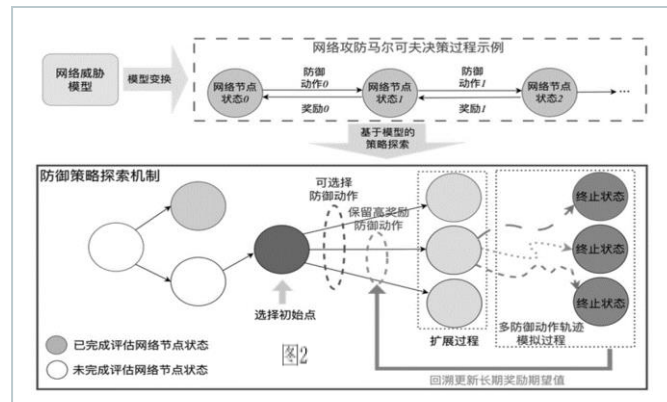 网络攻防马尔可夫决策过程示例
网络威胁
模型
模型变换
网络节点
状态0
防御
动作0
奖励0
网络节点
状态1
防御
动作1
奖励1
网络节点
状态2
...
基于模型的
策略探索
防御策略探索机制
可选择
防御动作
保留高奖励
防御动作
终止状态
终止状态
终止状态
选择初始点
扩展过程
多防御动作轨迹
模拟过程
已完成评估网络节点状态
未完成评估网络节点状态
图2
回溯更新长期奖励期望值